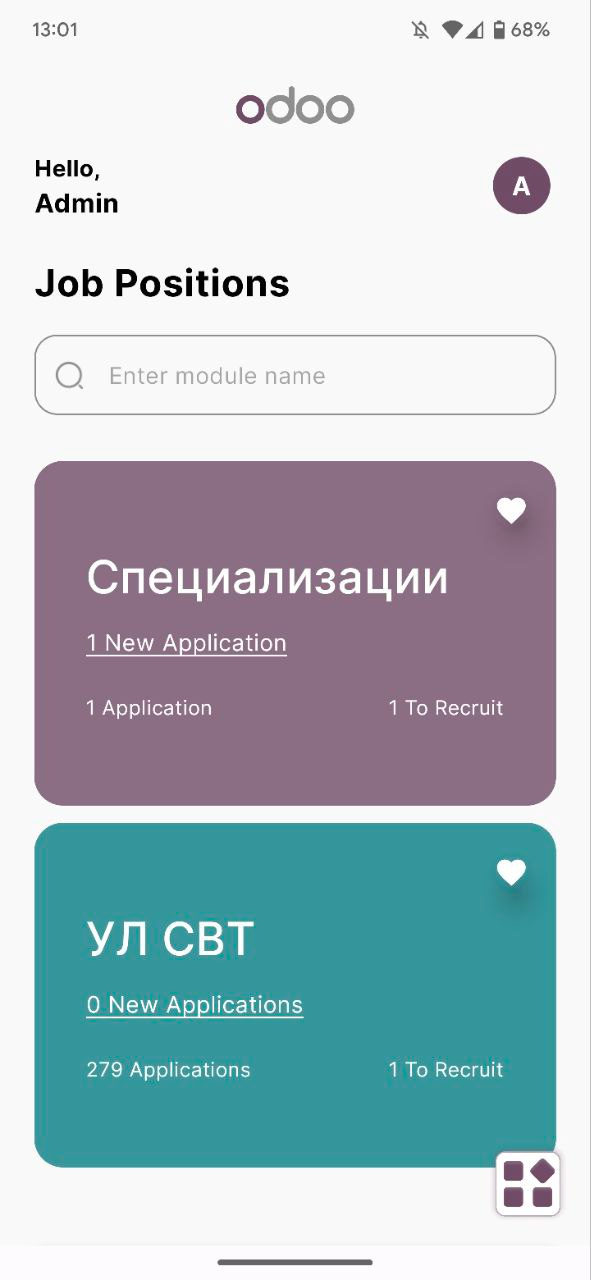 13:01
68%
odoo
Hello,
Admin
A
Job Positions
Enter module name
Специализации
1 New Application
1 Application
1 To Recruit
УЛ СВТ
0 New Applications
279 Applications
1 To Recruit